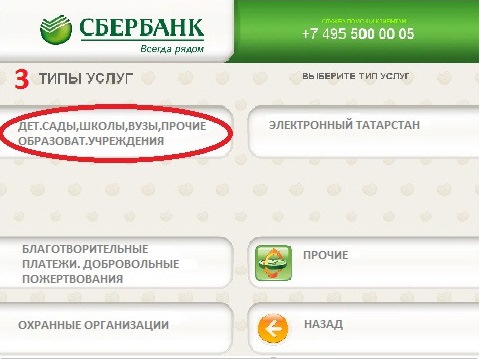 СБЕРБАНК
Всегда рядом
СЛУЖБА ПОМОЩИ КЛИЕНТАМ
+7 495 500 00 05
3 ТИПЫ УСЛУГ
ВЫБЕРИТЕ ТИП УСЛУГ
ДЕТ.САДЫ,ШКОЛЫ,ВУЗЫ,ПРОЧИЕ
ОБРАЗОВАТ.УЧРЕЖДЕНИЯ
ЭЛЕКТРОННЫЙ ТАТАРСТАН
БЛАГОТВОРИТЕЛЬНЫЕ
ПЛАТЕЖИ. ДОБРОВОЛЬНЫЕ
ПОЖЕРТВОВАНИЯ
ПРОЧИЕ
ОХРАННЫЕ ОРГАНИЗАЦИИ
НАЗАД